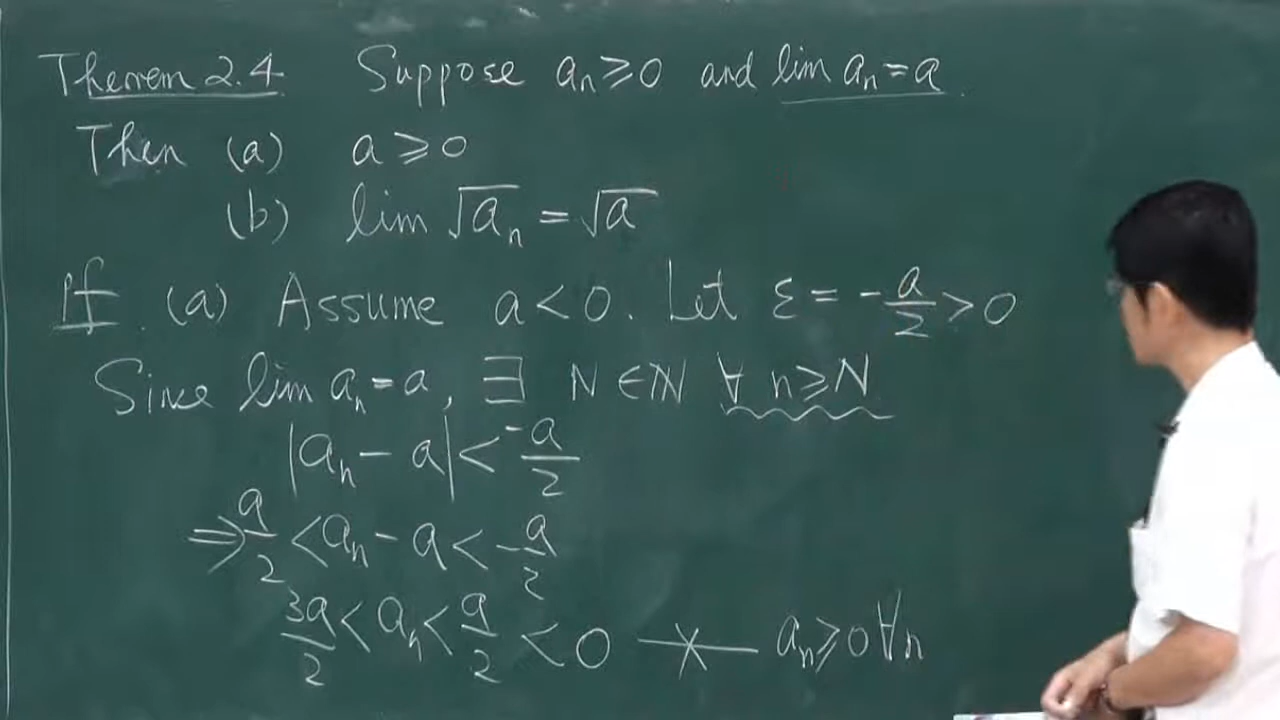 Theorem 2.4 Suppose aₙ ≥ 0 and lim aₙ = a.
Then (a) a ≥ 0
(b) lim √aₙ = √a
Pf. (a) Assume a < 0. Let ε = -a/2 > 0
Since lim aₙ = a, ∃ N ∈ ℕ ∀ n ≥ N
|aₙ - a| < -a/2
⇒ a/2 < aₙ - a < -a/2
3a/2 < aₙ < a/2 < 0 ※ aₙ ≥ 0 ∀n